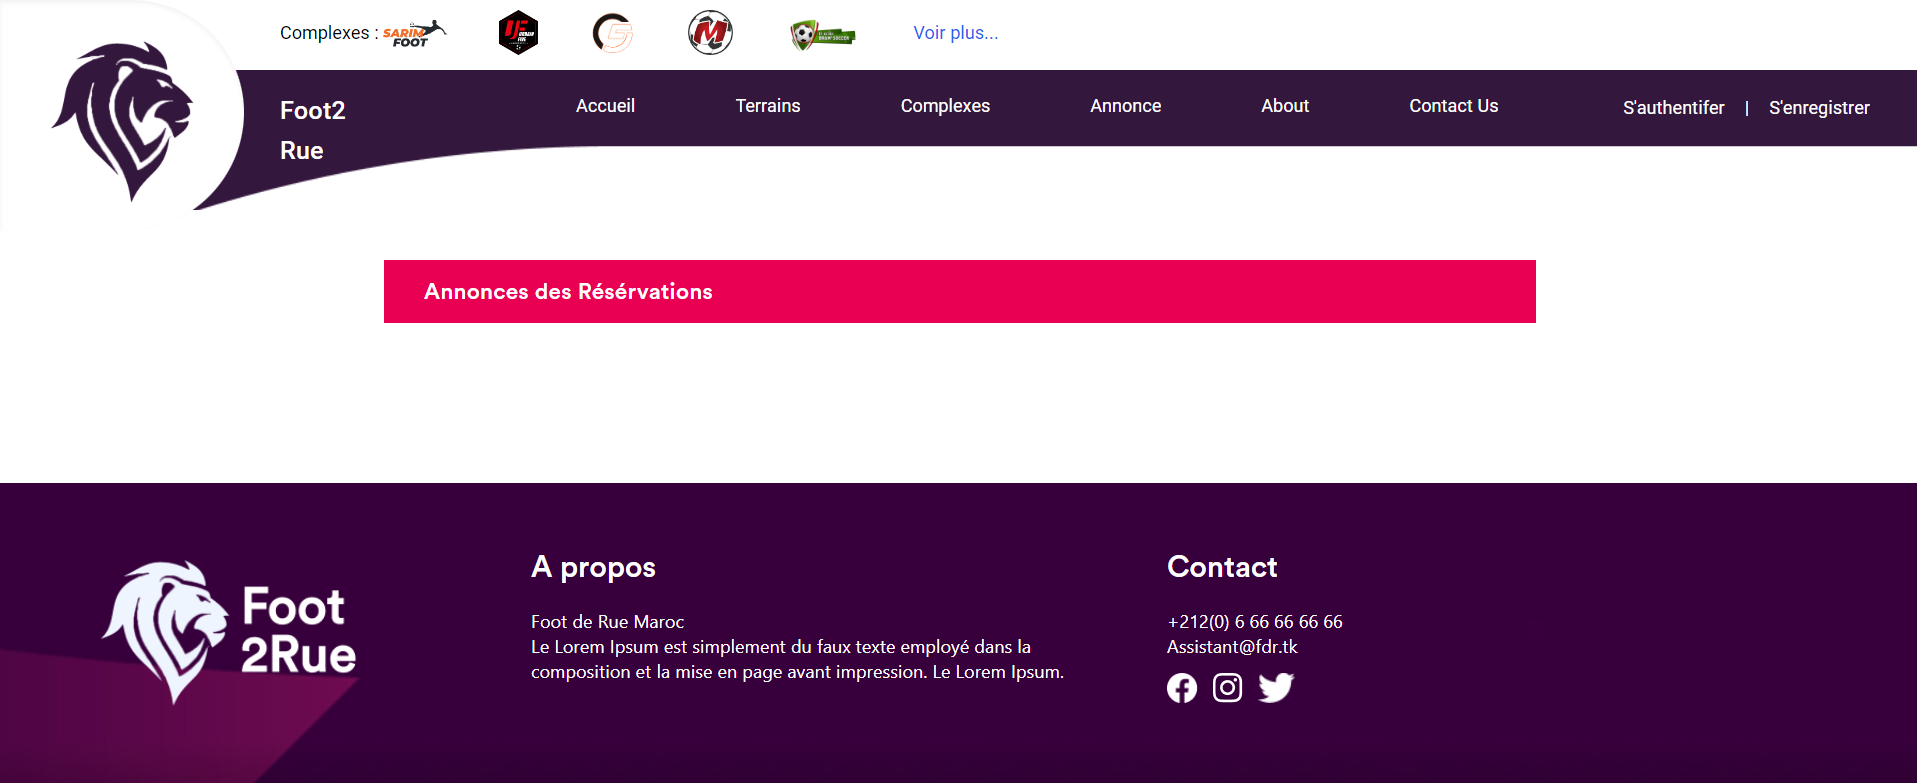 Complexes :
SARIM
FOOT
Voir plus...
Foot2
Rue
Accueil
Terrains
Complexes
Annonce
About
Contact Us
S'authentifer | S'enregistrer
Annonces des Résérvations
Foot
2Rue
A propos
Foot de Rue Maroc
Le Lorem Ipsum est simplement du faux texte employé dans la
composition et la mise en page avant impression. Le Lorem Ipsum.
Contact
+212(0) 6 66 66 66 66
Assistant@fdr.tk